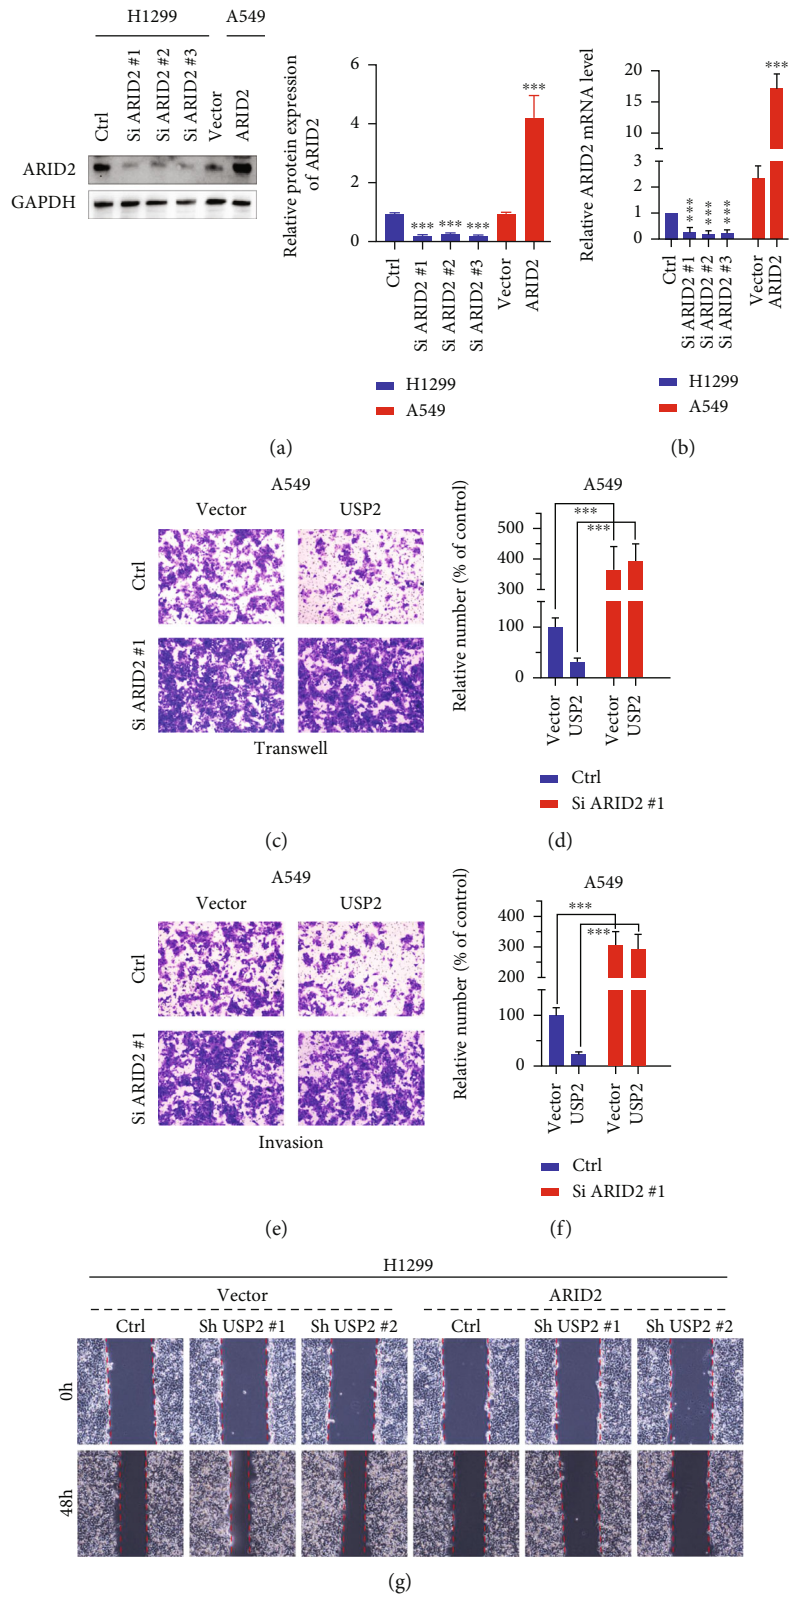 H1299
A549
Ctrl
Si ARID2 #1
Si ARID2 #2
Si ARID2 #3
Vector
ARID2
ARID2
GAPDH
Relative protein expression
of ARID2
6
4
2
0
***
***
***
***
Ctrl
Si ARID2 #1
Si ARID2 #2
Si ARID2 #3
Vector
ARID2
H1299
A549
(a)
Relative ARID2 mRNA level
20
15
10
5
3
2
1
0
***
***
***
***
Ctrl
Si ARID2 #1
Si ARID2 #2
Si ARID2 #3
Vector
ARID2
H1299
A549
(b)
A549
Vector
USP2
Ctrl
Si ARID2 #1
Transwell
(c)
A549
Relative number (% of control)
500
400
300
100
0
***
***
Vector
USP2
Vector
USP2
Ctrl
Si ARID2 #1
(d)
A549
Vector
USP2
Ctrl
Si ARID2 #1
Invasion
(e)
A549
Relative number (% of control)
400
300
200
100
0
***
***
Vector
USP2
Vector
USP2
Ctrl
Si ARID2 #1
(f)
H1299
Vector
ARID2
Ctrl
Sh USP2 #1
Sh USP2 #2
Ctrl
Sh USP2 #1
Sh USP2 #2
0h
48h
(g)